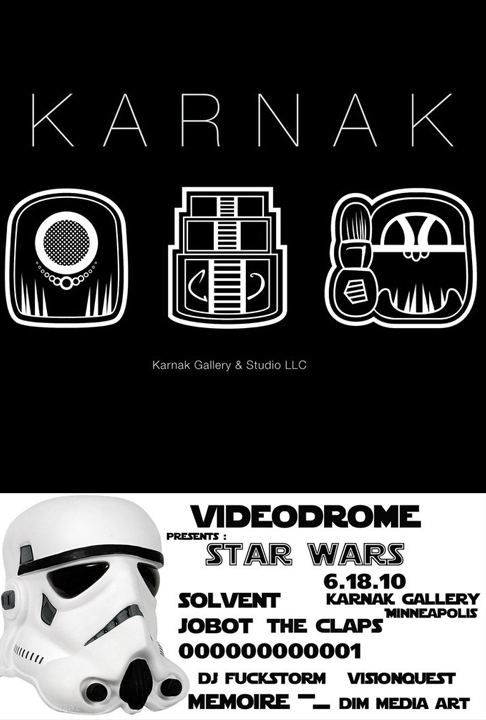 KARNAK
Karnak Gallery & Studio LLC
VIDEODROME
PRESENTS :
STAR WARS
6.18.10
SOLVENT KARNAK GALLERY
MINNEAPOLIS
JOBOT THE CLAPS
000000000001
DJ FUCKSTORM VISIONQUEST
MEMOIRE DIM MEDIA ART